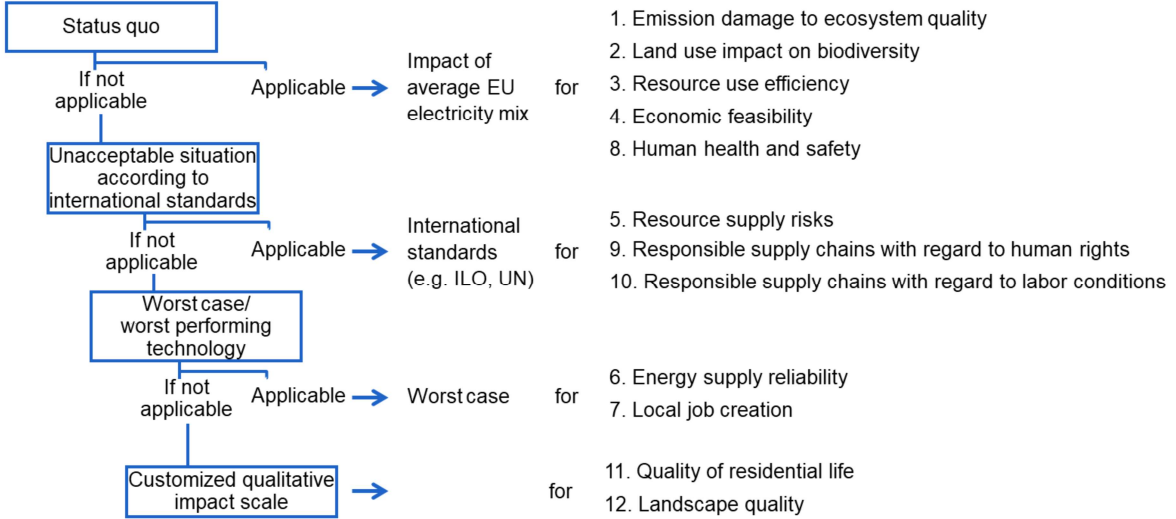 Status quo
If not
applicable
Applicable
Impact of
average EU
electricity mix
for
1. Emission damage to ecosystem quality
2. Land use impact on biodiversity
3. Resource use efficiency
4. Economic feasibility
8. Human health and safety
Unacceptable situation
according to
international standards
If not
applicable
Applicable
International
standards
(e.g. ILO, UN)
for
5. Resource supply risks
9. Responsible supply chains with regard to human rights
10. Responsible supply chains with regard to labor conditions
Worst case/
worst performing
technology
If not
applicable
Applicable
Worst case
for
6. Energy supply reliability
7. Local job creation
Customized qualitative
impact scale
for
11. Quality of residential life
12. Landscape quality